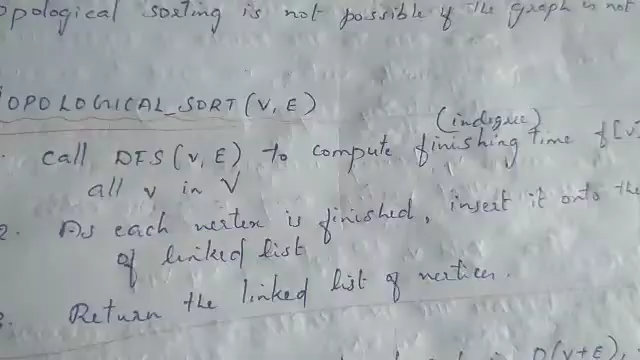 opological sorting is not possible if the graph is not
OPOLOGICAL_SORT(V,E)
(indegree)
call DFS(V,E) to compute finishing time f[v]
all v in V
2. As each vertex is finished, insert it onto the
of linked list
Return the linked list of vertices.
O(V+E).